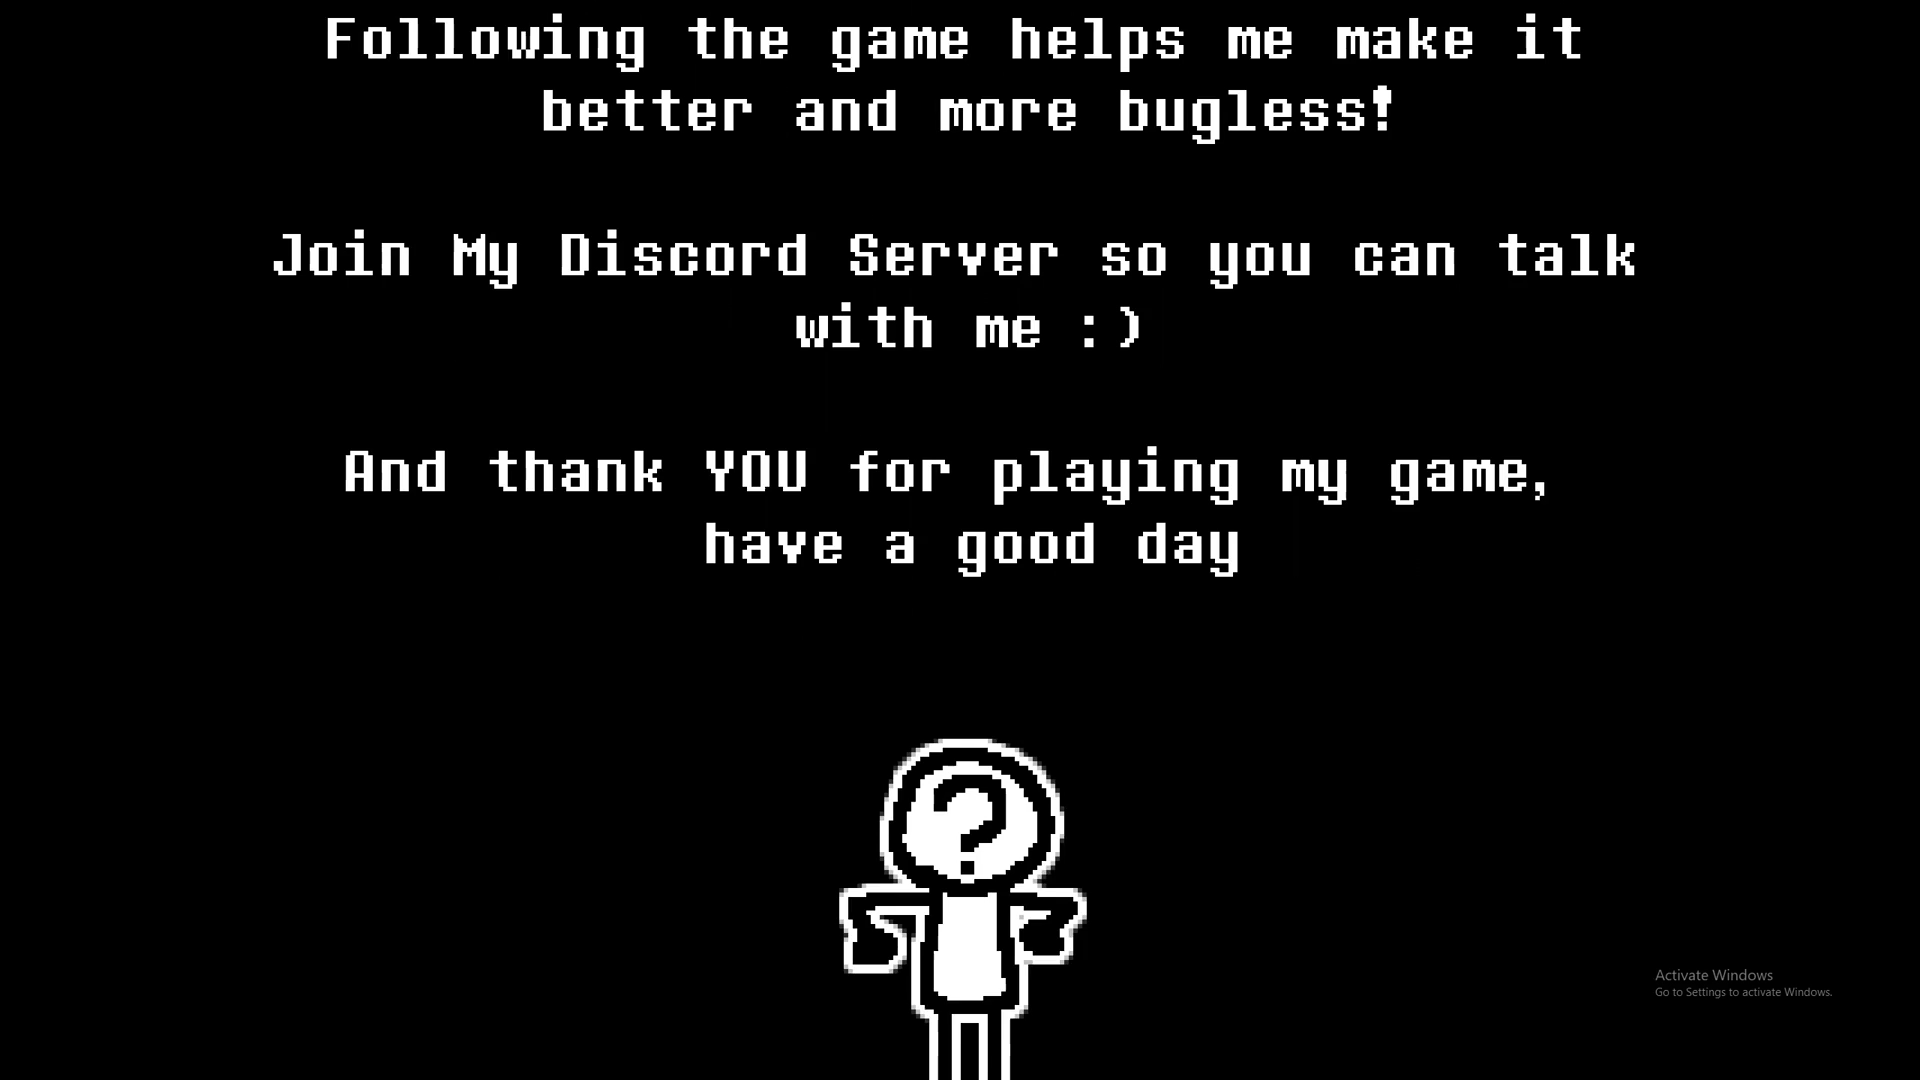 Following the game helps me make it
better and more bugless!
Join My Discord Server so you can talk
with me :)
And thank YOU for playing my game,
have a good day
?
Activate Windows
Go to Settings to activate Windows.